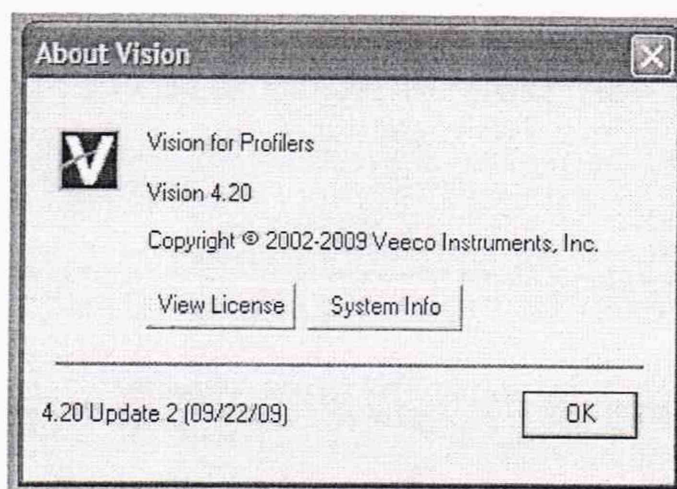 About Vision
Vision for Profilers
Vision 4.20
Copyright © 2002-2009 Veeco Instruments, Inc.
View License System Info
4.20 Update 2 (09/22/09)
OK